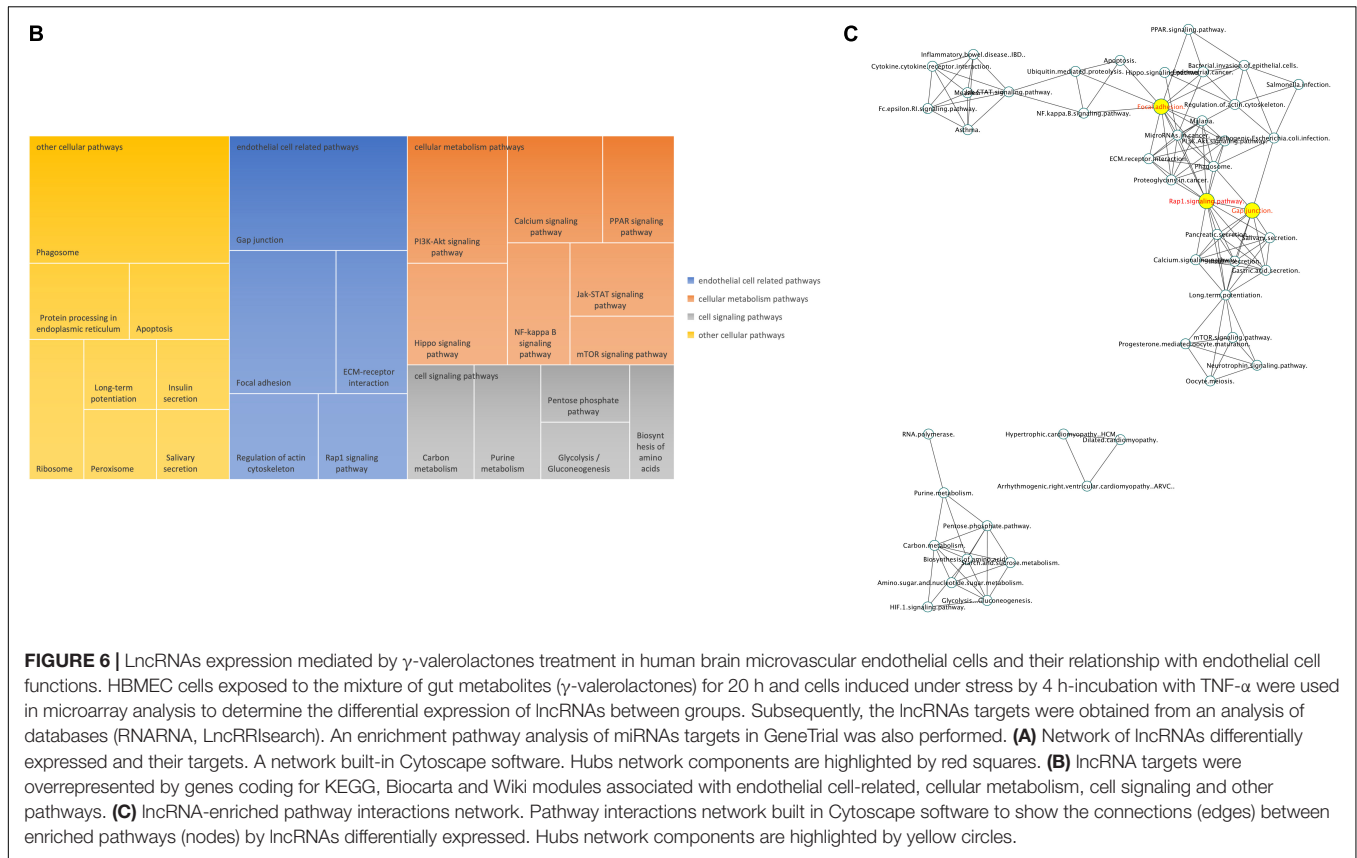 B
other cellular pathways
Phagosome
Protein processing in
endoplasmic reticulum
Apoptosis
Ribosome
Long-term
potentiation
Insulin
secretion
Peroxisome
Salivary
secretion
endothelial cell related pathways
Gap junction
Focal adhesion
ECM-receptor
interaction
Regulation of actin
cytoskeleton
Rap1 signaling
pathway
cellular metabolism pathways
PI3K-Akt signaling
pathway
Calcium signaling
pathway
PPAR signaling
pathway
Hippo signaling
pathway
NF-kappa B
signaling
pathway
Jak-STAT signaling
pathway
mTOR signaling pathway
cell signaling pathways
Carbon
metabolism
Purine
metabolism
Pentose phosphate
pathway
Glycolysis /
Gluconeogenesis
Biosynt
hesis of
amino
acids
endothelial cell related pathways
cellular metabolism pathways
cell signaling pathways
other cellular pathways
C
PPAR.signaling.pathway.
Inflammatory.bowel.disease..IBD..
Cytokine.cytokine.receptor.interaction.
Fc.epsilon.RI.signaling.pathway.
Asthma.
Apoptosis.
Ubiquitin.mediated.proteolysis.
NF.kappa.B.signaling.pathway.
Bacterial.invasion.of.epithelial.cells.
Salmonella.infection.
Focal.adhesion.
Regulation.of.actin.cytoskeleton.
Malaria.
ECM.receptor.interaction.
Phagosome.
Proteoglycans.in.cancer.
Rap1.signaling.pathway.
Gap.junction.
Pancreatic.secretion.
Salivary.secretion.
Gastric.acid.secretion.
Long.term.potentiation.
mTOR.signaling.pathway.
Progesterone.mediated.oocyte.maturation.
Neurotrophin.signaling.pathway.
Oocyte.meiosis.
RNA.polymerase.
Hypertrophic.cardiomyopathy..HCM..
Dilated.cardiomyopathy.
Arrhythmogenic.right.ventricular.cardiomyopathy..ARVC..
Purine.metabolism.
Pentose.phosphate.pathway.
Carbon.metabolism.
Amino.sugar.and.nucleotide.sugar.metabolism.
Glycolysis...Gluconeogenesis.
HIF.1.signaling.pathway.
FIGURE 6 | LncRNAs expression mediated by γ-valerolactones treatment in human brain microvascular endothelial cells and their relationship with endothelial cell
functions. HBMEC cells exposed to the mixture of gut metabolites (γ-valerolactones) for 20 h and cells induced under stress by 4 h-incubation with TNF-α were used
in microarray analysis to determine the differential expression of lncRNAs between groups. Subsequently, the lncRNAs targets were obtained from an analysis of
databases (RNARNA, LncRRIsearch). An enrichment pathway analysis of miRNAs targets in GeneTrial was also performed. (A) Network of lncRNAs differentially
expressed and their targets. A network built-in Cytoscape software. Hubs network components are highlighted by red squares. (B) lncRNA targets were
overrepresented by genes coding for KEGG, Biocarta and Wiki modules associated with endothelial cell-related, cellular metabolism, cell signaling and other
pathways. (C) lncRNA-enriched pathway interactions network. Pathway interactions network built in Cytoscape software to show the connections (edges) between
enriched pathways (nodes) by lncRNAs differentially expressed. Hubs network components are highlighted by yellow circles.